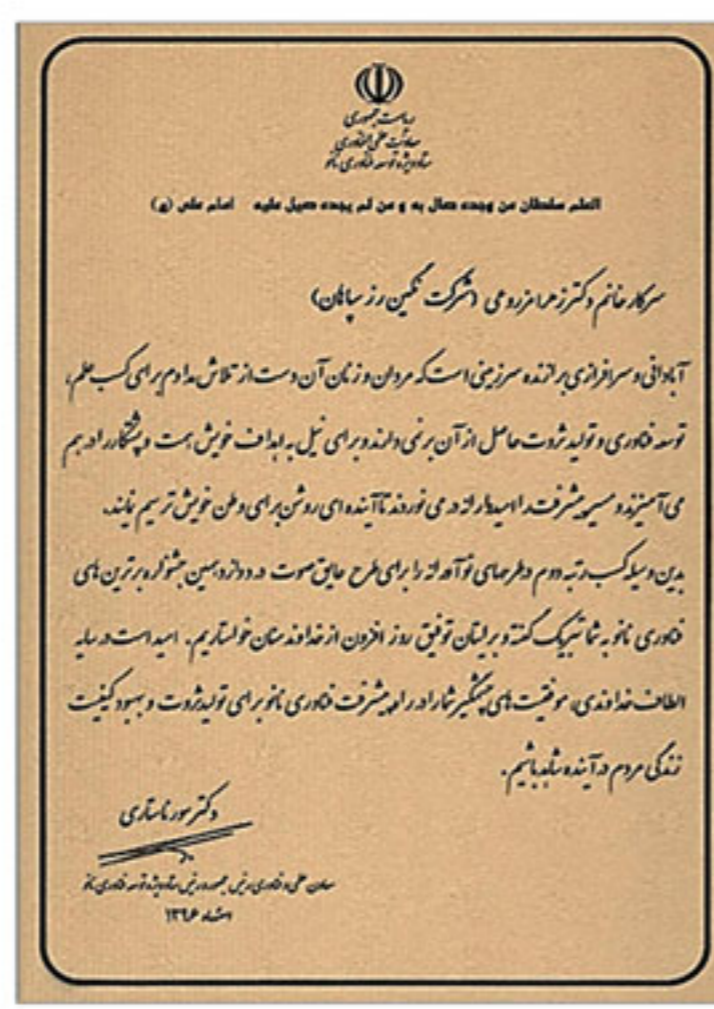 ریاست جمهوری
معاونت علمی و فناوری
ستاد ویژه توسعه فناوری نانو
العلم سلطان من وجده صال به و من لم یجده صیل علیه امام علی (ع)
سرکار خانم دکتر زهرا مزروعی (شرکت نگین رز سپاهان)
آبادانی و سرافرازی برازنده سرزمینی است که مردان و زنان آن دست از تلاش مداوم برای کسب علم،
توسعه فناوری و تولید ثروت حاصل از آن برنمی دارند و برای نیل به اهداف خویش همت و پشتکار را در هم
می آمیزند و مسیر پیشرفت را امیدوارانه در می نوردند تا آینده ای روشن برای وطن خویش ترسیم نمایند.
بدین وسیله کسب رتبه دوم در طرحهای نوآورانه را برای طرح عایق صوت در دوازدهمین جشنواره برترین های
فناوری نانو به شما تبریک گفته و برایتان توفیق روز افزون از خداوند منان خواستاریم. امید است در سایه
الطاف خداوندی، موفقیت های چشمگیر شما را در راه پیشرفت فناوری نانو برای تولید ثروت و بهبود کیفیت
زندگی مردم در آینده شاهد باشیم.
دکتر سورنا ستاری
معاون علمی و فناوری رئیس جمهور و رئیس ستاد ویژه توسعه فناوری نانو
۱۳۹۶